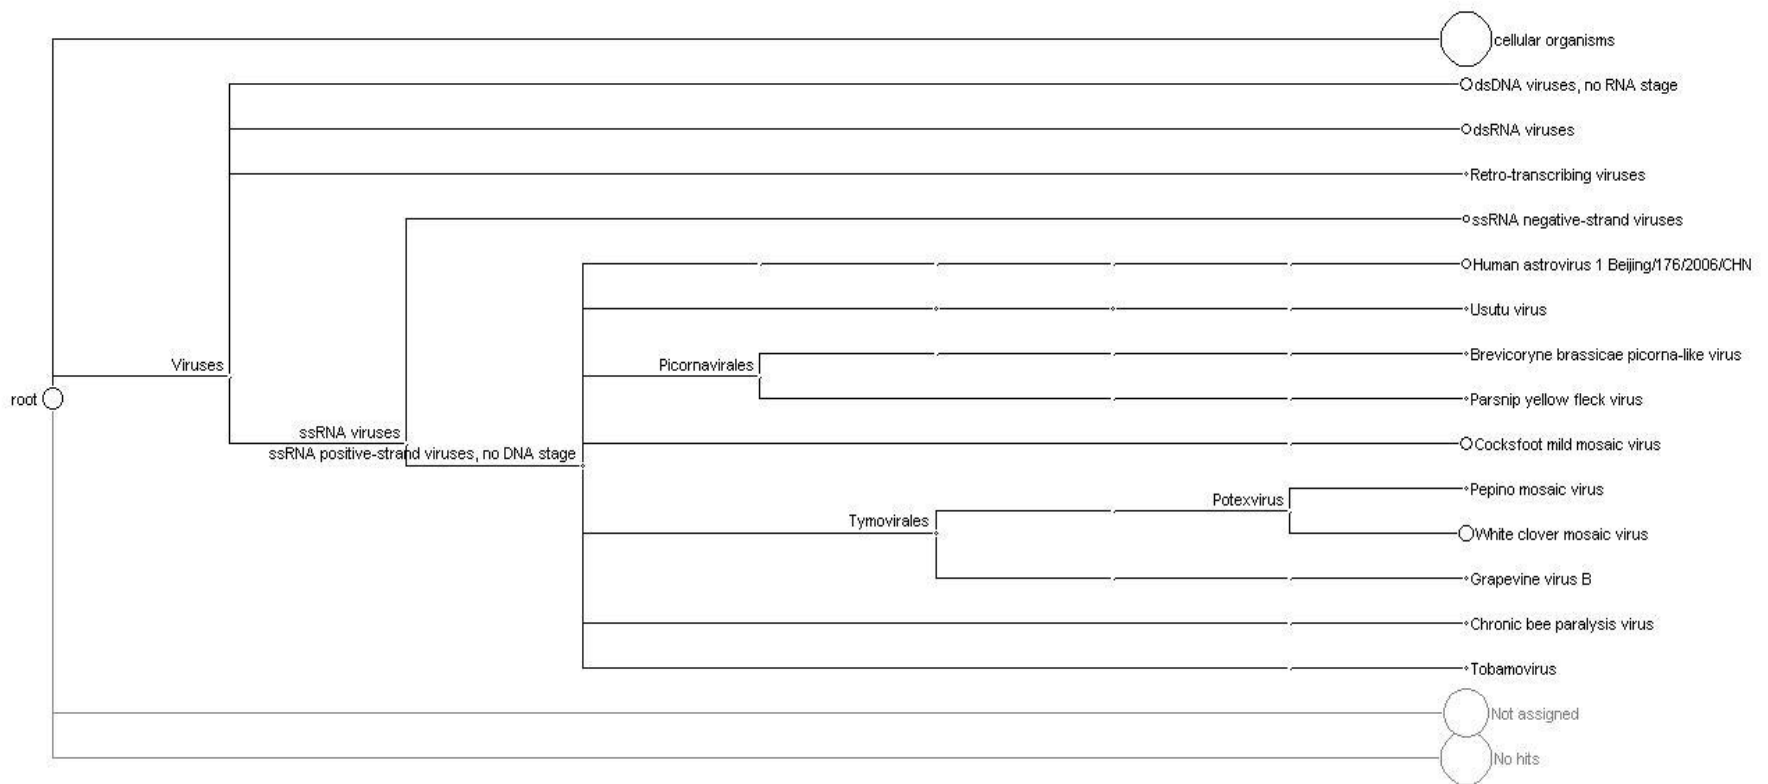 cellular organisms
dsDNA viruses, no RNA stage
dsRNA viruses
Retro-transcribing viruses
ssRNA negative-strand viruses
Human astrovirus 1 Beijing/176/2006/CHN
Usutu virus
Brevicoryne brassicae picorna-like virus
Viruses
Picornavirales
root
Parsnip yellow fleck virus
ssRNA viruses
Cocksfoot mild mosaic virus
ssRNA positive-strand viruses, no DNA stage
Pepino mosaic virus
Potexvirus
Tymovirales
White clover mosaic virus
Grapevine virus B
Chronic bee paralysis virus
Tobamovirus
Not assigned
No hits